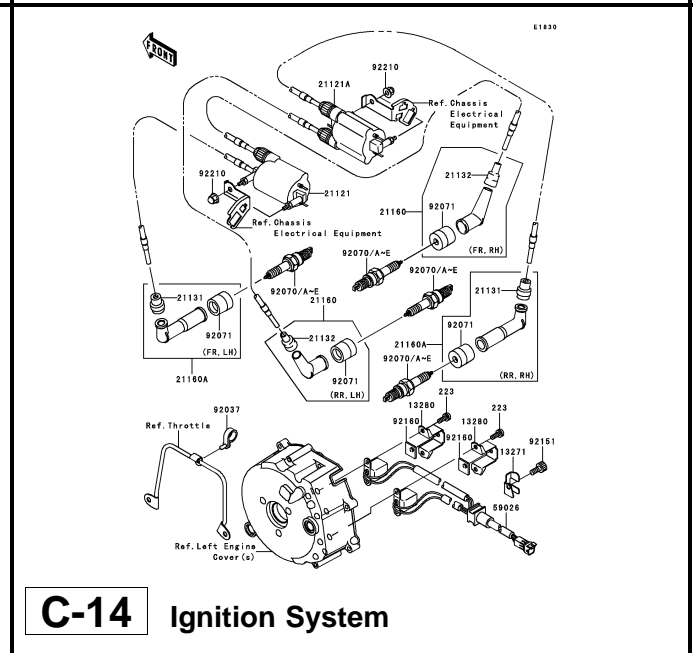 E1830
FRONT
92210
21121A
Ref.Chassis
Electrical
Equipment
92210
21132
21121
92071
21160
Ref.Chassis
Electrical Equipment
(FR,RH)
92070/A~E
92070/A~E
92070/A~E
21131
21160
21131
92071
92071
21132
21160A
(FR,LH)
92070/A~E
92071
(RR,RH)
21160A
(RR,LH)
223
92037
13280
223
Ref.Throttle
92160
13280
92160
92151
13271
59026
Ref.Left Engine
Cover(s)
C-14 Ignition System